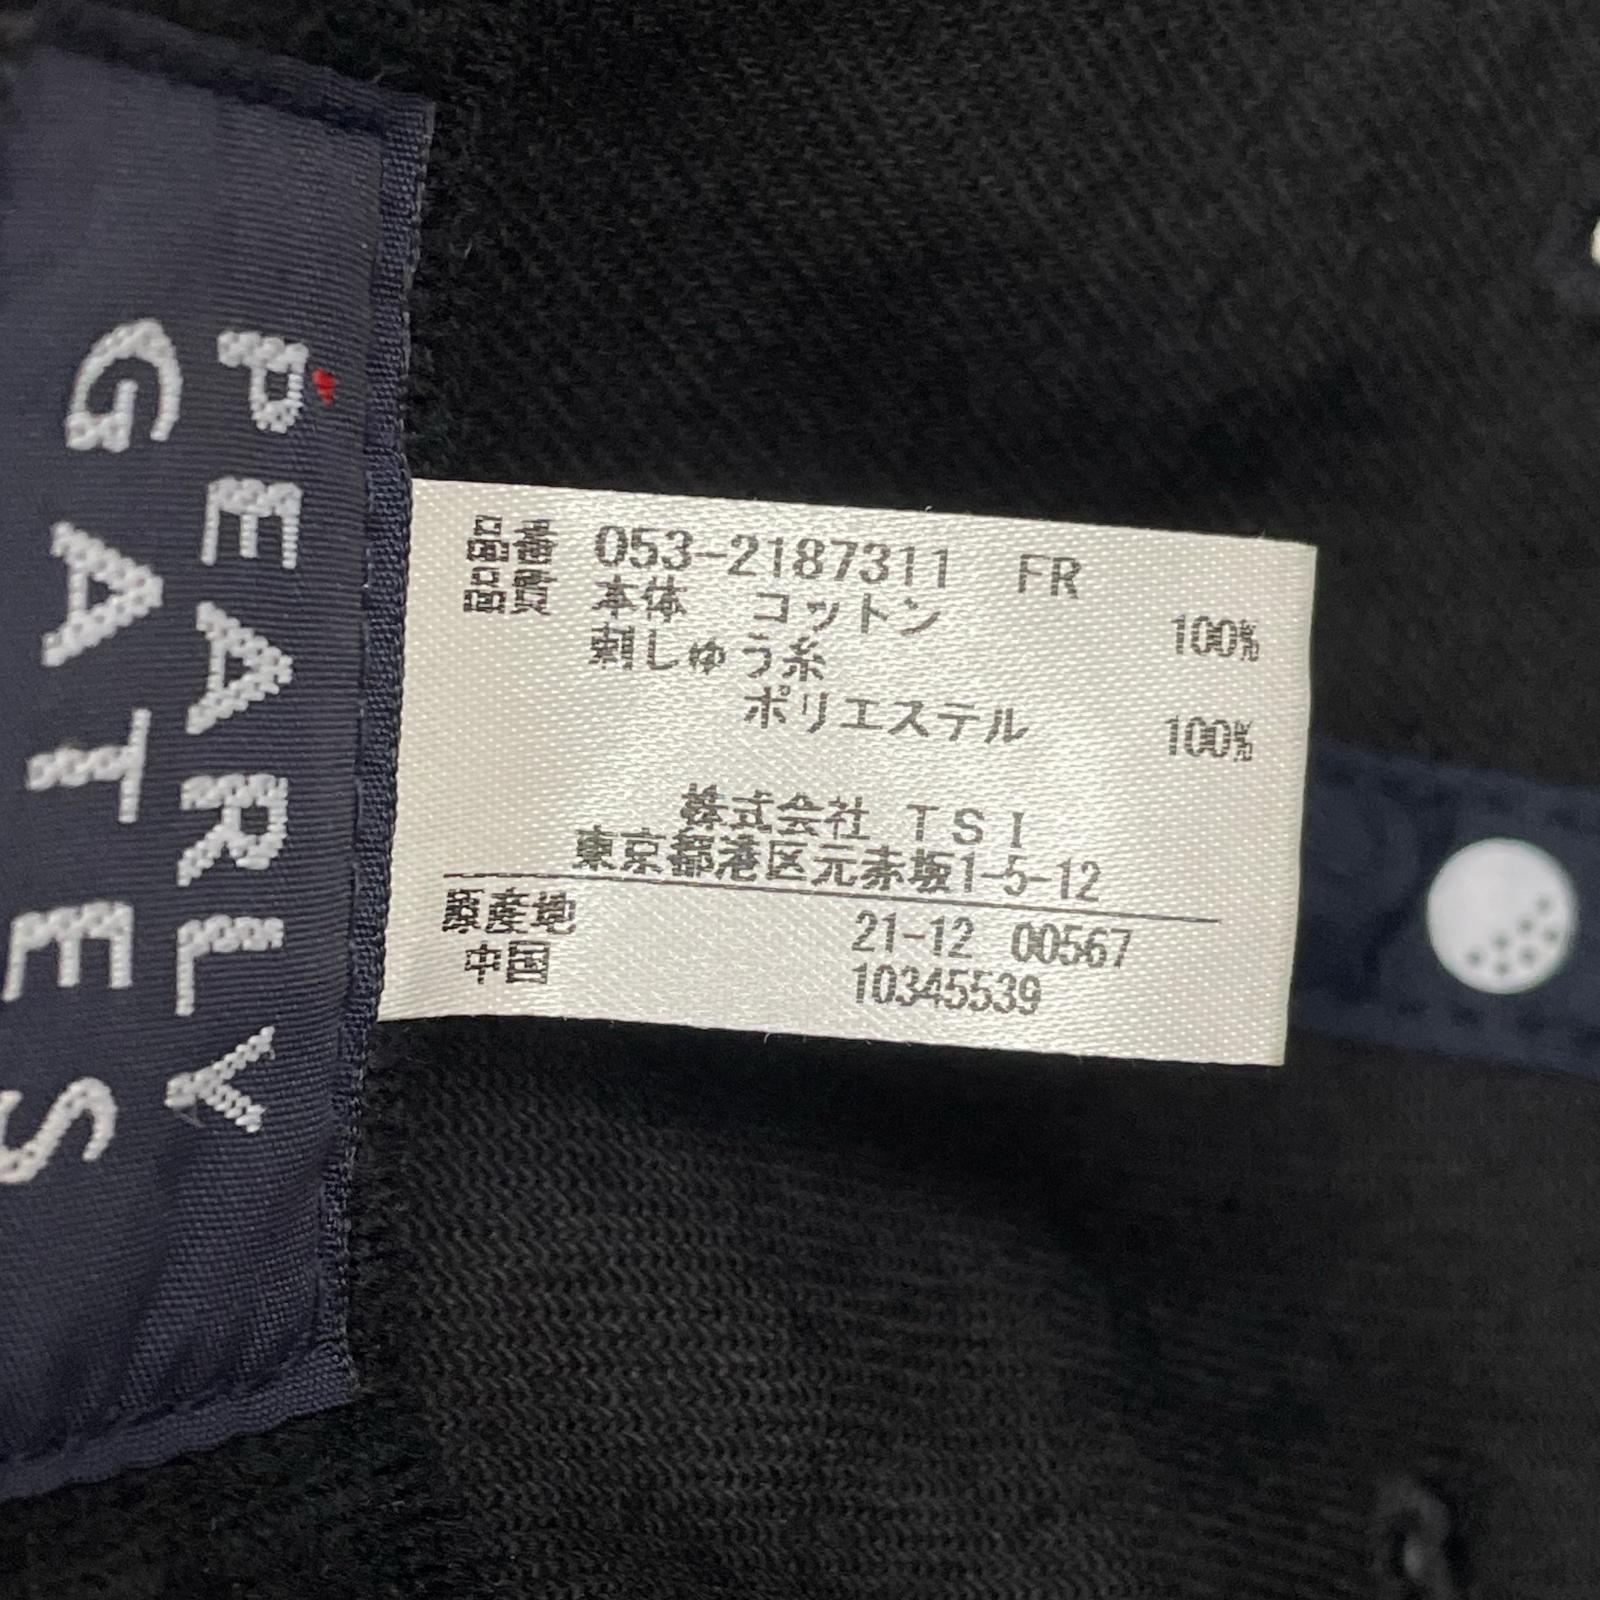 PEARLY
GATES
品番 053-2187311 FR
品質 本体 コットン 100%
刺しゅう糸
ポリエステル 100%
株式会社 TSI
東京都港区元赤坂1-5-12
原産地 21-12 00567
中国 10345539